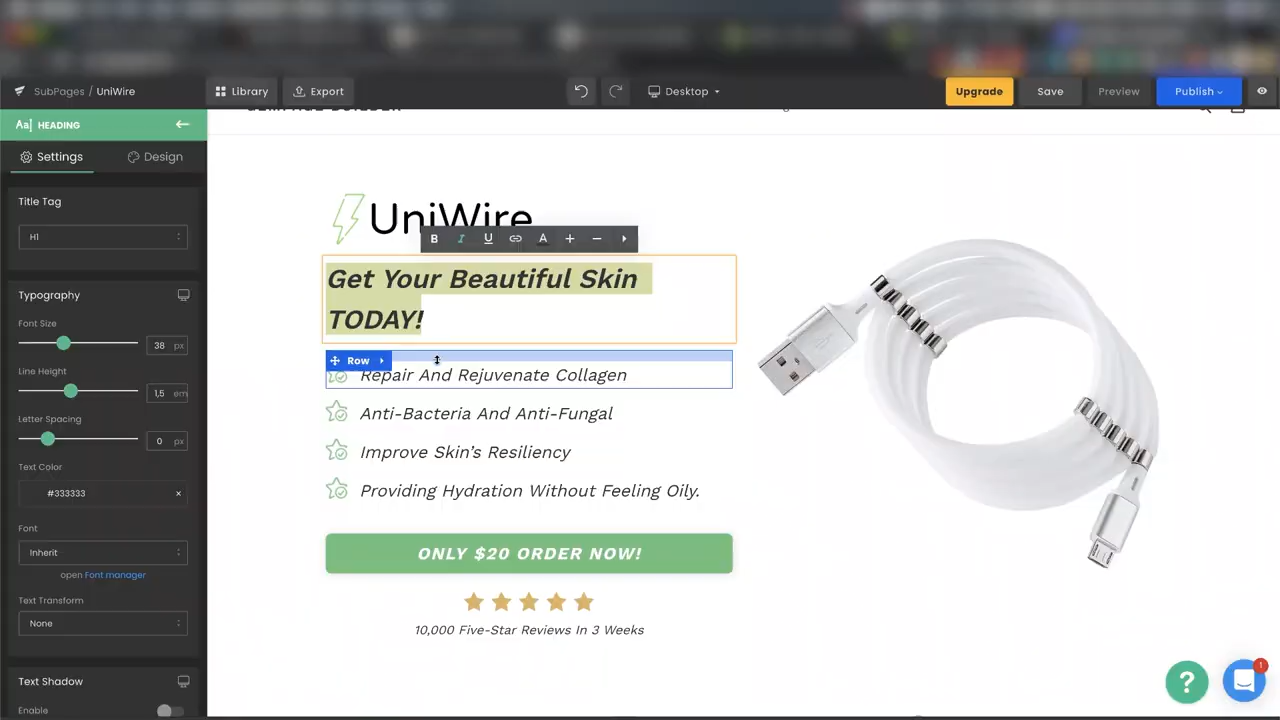 SubPages / UniWire
Library
Export
Desktop
Upgrade
Save
Preview
Publish
Aa| HEADING
Settings
Design
Title Tag
H1
Typography
Font Size
38 px
Line Height
1,5 em
Letter Spacing
0 px
Text Color
#333333 ×
Font
Inherit
open Font manager
Text Transform
None
Text Shadow
Enable
UniWire
B I U A + −
Get Your Beautiful Skin
TODAY!
Row
Repair And Rejuvenate Collagen
Anti-Bacteria And Anti-Fungal
Improve Skin's Resiliency
Providing Hydration Without Feeling Oily.
ONLY $20 ORDER NOW!
10,000 Five-Star Reviews In 3 Weeks
?
1